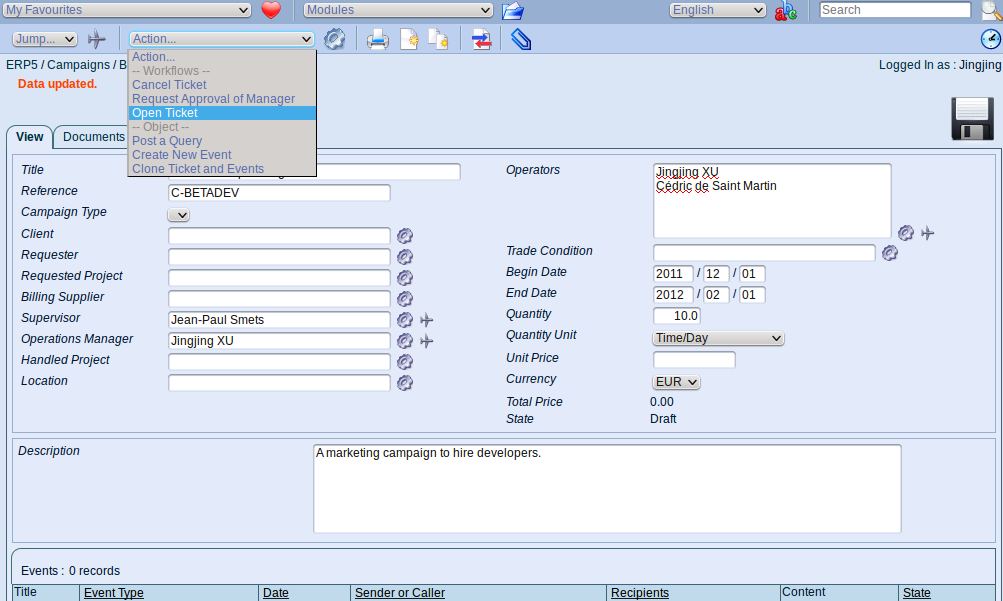 My Favourites Modules English Search
Jump... Action...
ERP5 / Campaigns / B Logged In as : Jingjing
Data updated.
Action...
-- Workflows --
Cancel Ticket
Request Approval of Manager
Open Ticket
-- Object --
Post a Query
Create New Event
Clone Ticket and Events
View Documents
Title
Reference C-BETADEV
Campaign Type
Client
Requester
Requested Project
Billing Supplier
Supervisor Jean-Paul Smets
Operations Manager Jingjing XU
Handled Project
Location
Operators Jingjing XU
Cédric de Saint Martin
Trade Condition
Begin Date 2011 / 12 / 01
End Date 2012 / 02 / 01
Quantity 10.0
Quantity Unit Time/Day
Unit Price
Currency EUR
Total Price 0.00
State Draft
Description A marketing campaign to hire developers.
Events : 0 records
Title Event Type Date Sender or Caller Recipients Content State